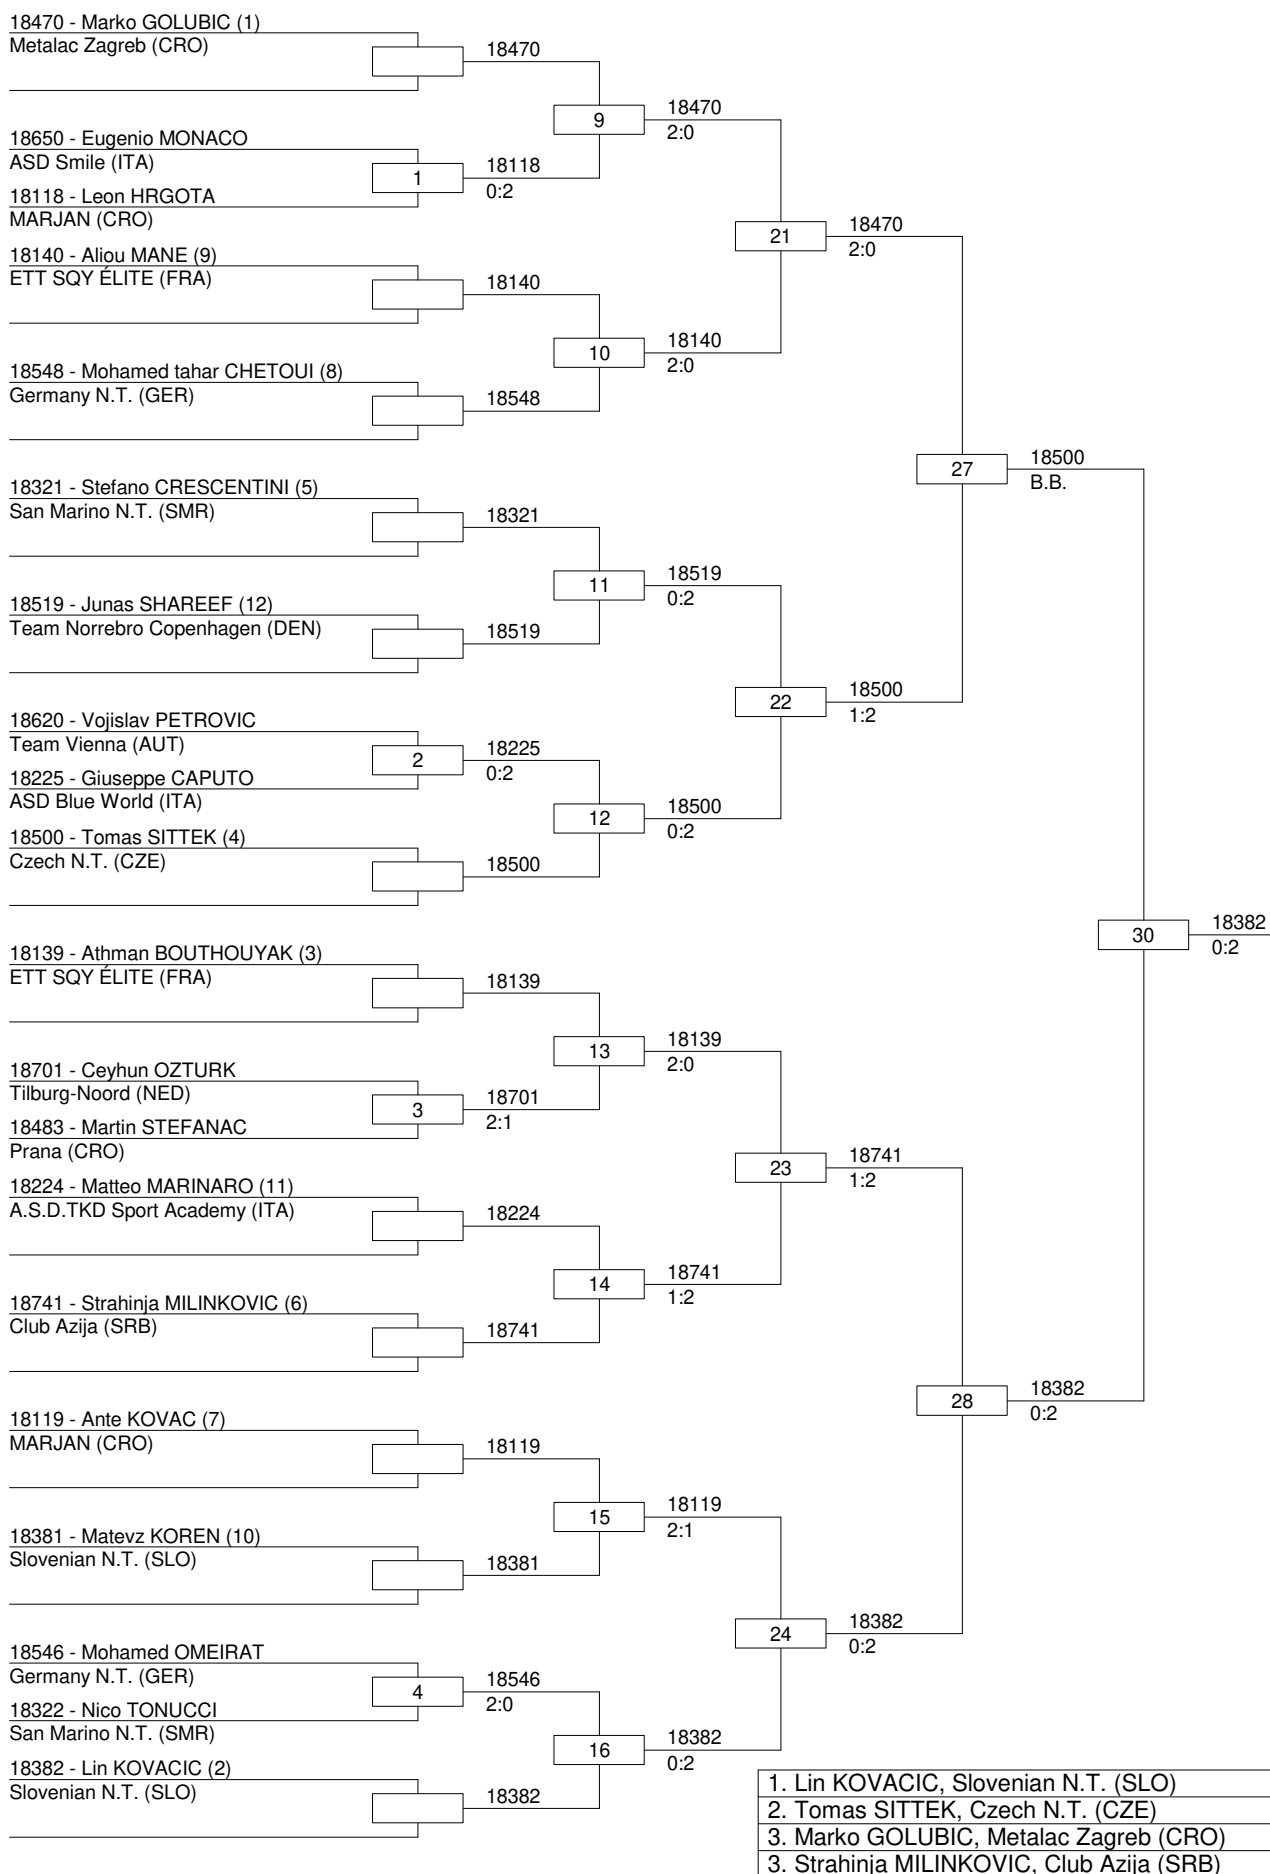 18470 - Marko GOLUBIC (1)
Metalac Zagreb (CRO)
18470
9
18470
2:0
18650 - Eugenio MONACO
ASD Smile (ITA)
1
18118
0:2
18118 - Leon HRGOTA
MARJAN (CRO)
21
18470
2:0
18140 - Aliou MANE (9)
ETT SQY ÉLITE (FRA)
18140
10
18140
2:0
18548 - Mohamed tahar CHETOUI (8)
Germany N.T. (GER)
18548
27
18500
B.B.
18321 - Stefano CRESCENTINI (5)
San Marino N.T. (SMR)
18321
11
18519
0:2
18519 - Junas SHAREEF (12)
Team Norrebro Copenhagen (DEN)
18519
22
18500
1:2
18620 - Vojislav PETROVIC
Team Vienna (AUT)
2
18225
0:2
18225 - Giuseppe CAPUTO
ASD Blue World (ITA)
12
18500
0:2
18500 - Tomas SITTEK (4)
Czech N.T. (CZE)
18500
30
18382
0:2
18139 - Athman BOUTHOUYAK (3)
ETT SQY ÉLITE (FRA)
18139
13
18139
2:0
18701 - Ceyhun OZTURK
Tilburg-Noord (NED)
3
18701
2:1
18483 - Martin STEFANAC
Prana (CRO)
23
18741
1:2
18224 - Matteo MARINARO (11)
A.S.D.TKD Sport Academy (ITA)
18224
14
18741
1:2
18741 - Strahinja MILINKOVIC (6)
Club Azija (SRB)
18741
28
18382
0:2
18119 - Ante KOVAC (7)
MARJAN (CRO)
18119
15
18119
2:1
18381 - Matevz KOREN (10)
Slovenian N.T. (SLO)
18381
24
18382
0:2
18546 - Mohamed OMEIRAT
Germany N.T. (GER)
4
18546
2:0
18322 - Nico TONUCCI
San Marino N.T. (SMR)
16
18382
0:2
18382 - Lin KOVACIC (2)
Slovenian N.T. (SLO)
18382
1. Lin KOVACIC, Slovenian N.T. (SLO)
2. Tomas SITTEK, Czech N.T. (CZE)
3. Marko GOLUBIC, Metalac Zagreb (CRO)
3. Strahinja MILINKOVIC, Club Azija (SRB)